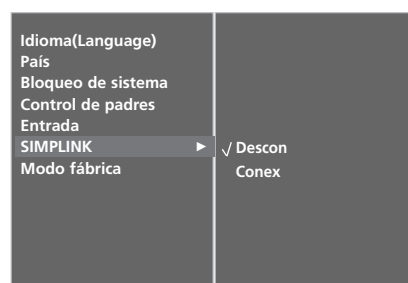 Idioma(Language)
País
Bloqueo de sistema
Control de padres
Entrada
SIMPLINK ►
Modo fábrica
√ Descon
Conex